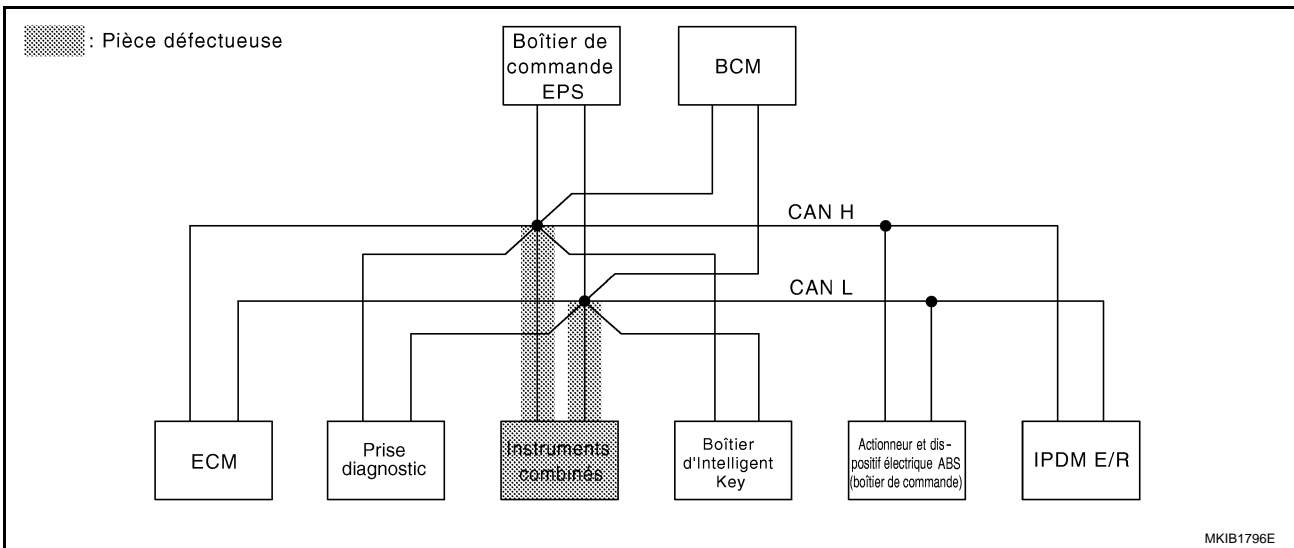 : Pièce défectueuse
Boîtier de
commande
EPS
BCM
CAN H
CAN L
ECM
Prise
diagnostic
Instruments
combinés
Boîtier
d'Intelligent
Key
Actionneur et dis-
positif électrique ABS
(boîtier de commande)
IPDM E/R
MKIB1796E